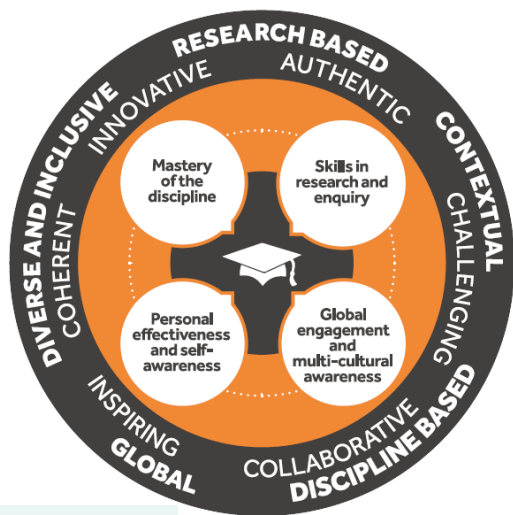 RESEARCH BASED
INNOVATIVE
AUTHENTIC
CONTEXTUAL
CHALLENGING
DISCIPLINE BASED
COLLABORATIVE
GLOBAL
INSPIRING
DIVERSE AND INCLUSIVE
COHERENT
Mastery
of the
discipline
Skills in
research and
enquiry
Personal
effectiveness
and self-
awareness
Global
engagement
and
multi-cultural
awareness